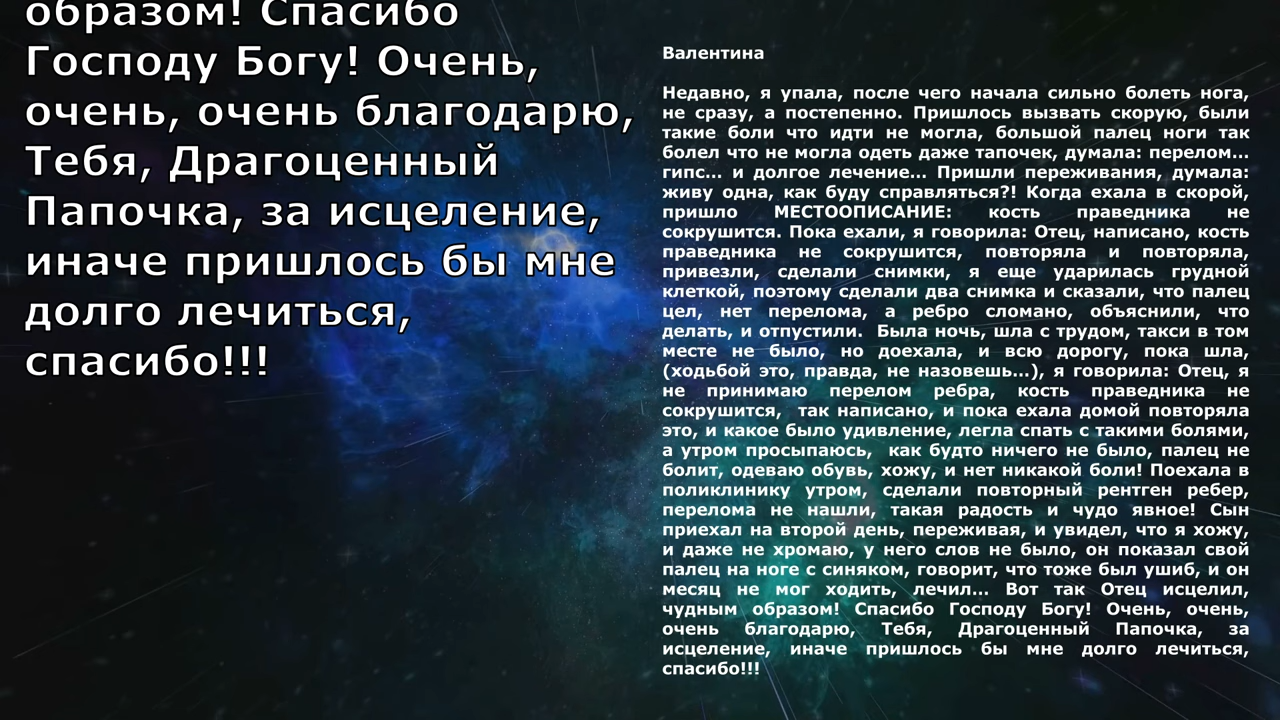 образом! Спасибо
Господу Богу! Очень,
очень, очень благодарю,
Тебя, Драгоценный
Папочка, за исцеление,
иначе пришлось бы мне
долго лечиться,
спасибо!!!
Валентина
Недавно, я упала, после чего начала сильно болеть нога,
не сразу, а постепенно. Пришлось вызвать скорую, были
такие боли что идти не могла, большой палец ноги так
болел что не могла одеть даже тапочек, думала: перелом...
гипс... и долгое лечение... Пришли переживания, думала:
живу одна, как буду справляться?! Когда ехала в скорой,
пришло МЕСТООПИСАНИЕ: кость праведника не
сокрушится. Пока ехали, я говорила: Отец, написано, кость
праведника не сокрушится, повторяла и повторяла,
привезли, сделали снимки, я еще ударилась грудной
клеткой, поэтому сделали два снимка и сказали, что палец
цел, нет перелома, а ребро сломано, объяснили, что
делать, и отпустили. Была ночь, шла с трудом, такси в том
месте не было, но доехала, и всю дорогу, пока шла,
(ходьбой это, правда, не назовешь...), я говорила: Отец, я
не принимаю перелом ребра, кость праведника не
сокрушится, так написано, и пока ехала домой повторяла
это, и какое было удивление, легла спать с такими болями,
а утром просыпаюсь, как будто ничего не было, палец не
болит, одеваю обувь, хожу, и нет никакой боли! Поехала в
поликлинику утром, сделали повторный рентген ребер,
перелома не нашли, такая радость и чудо явное! Сын
приехал на второй день, переживая, и увидел, что я хожу,
и даже не хромаю, у него слов не было, он показал свой
палец на ноге с синяком, говорит, что тоже был ушиб, и он
месяц не мог ходить, лечил... Вот так Отец исцелил,
чудным образом! Спасибо Господу Богу! Очень, очень,
очень благодарю, Тебя, Драгоценный Папочка, за
исцеление, иначе пришлось бы мне долго лечиться,
спасибо!!!